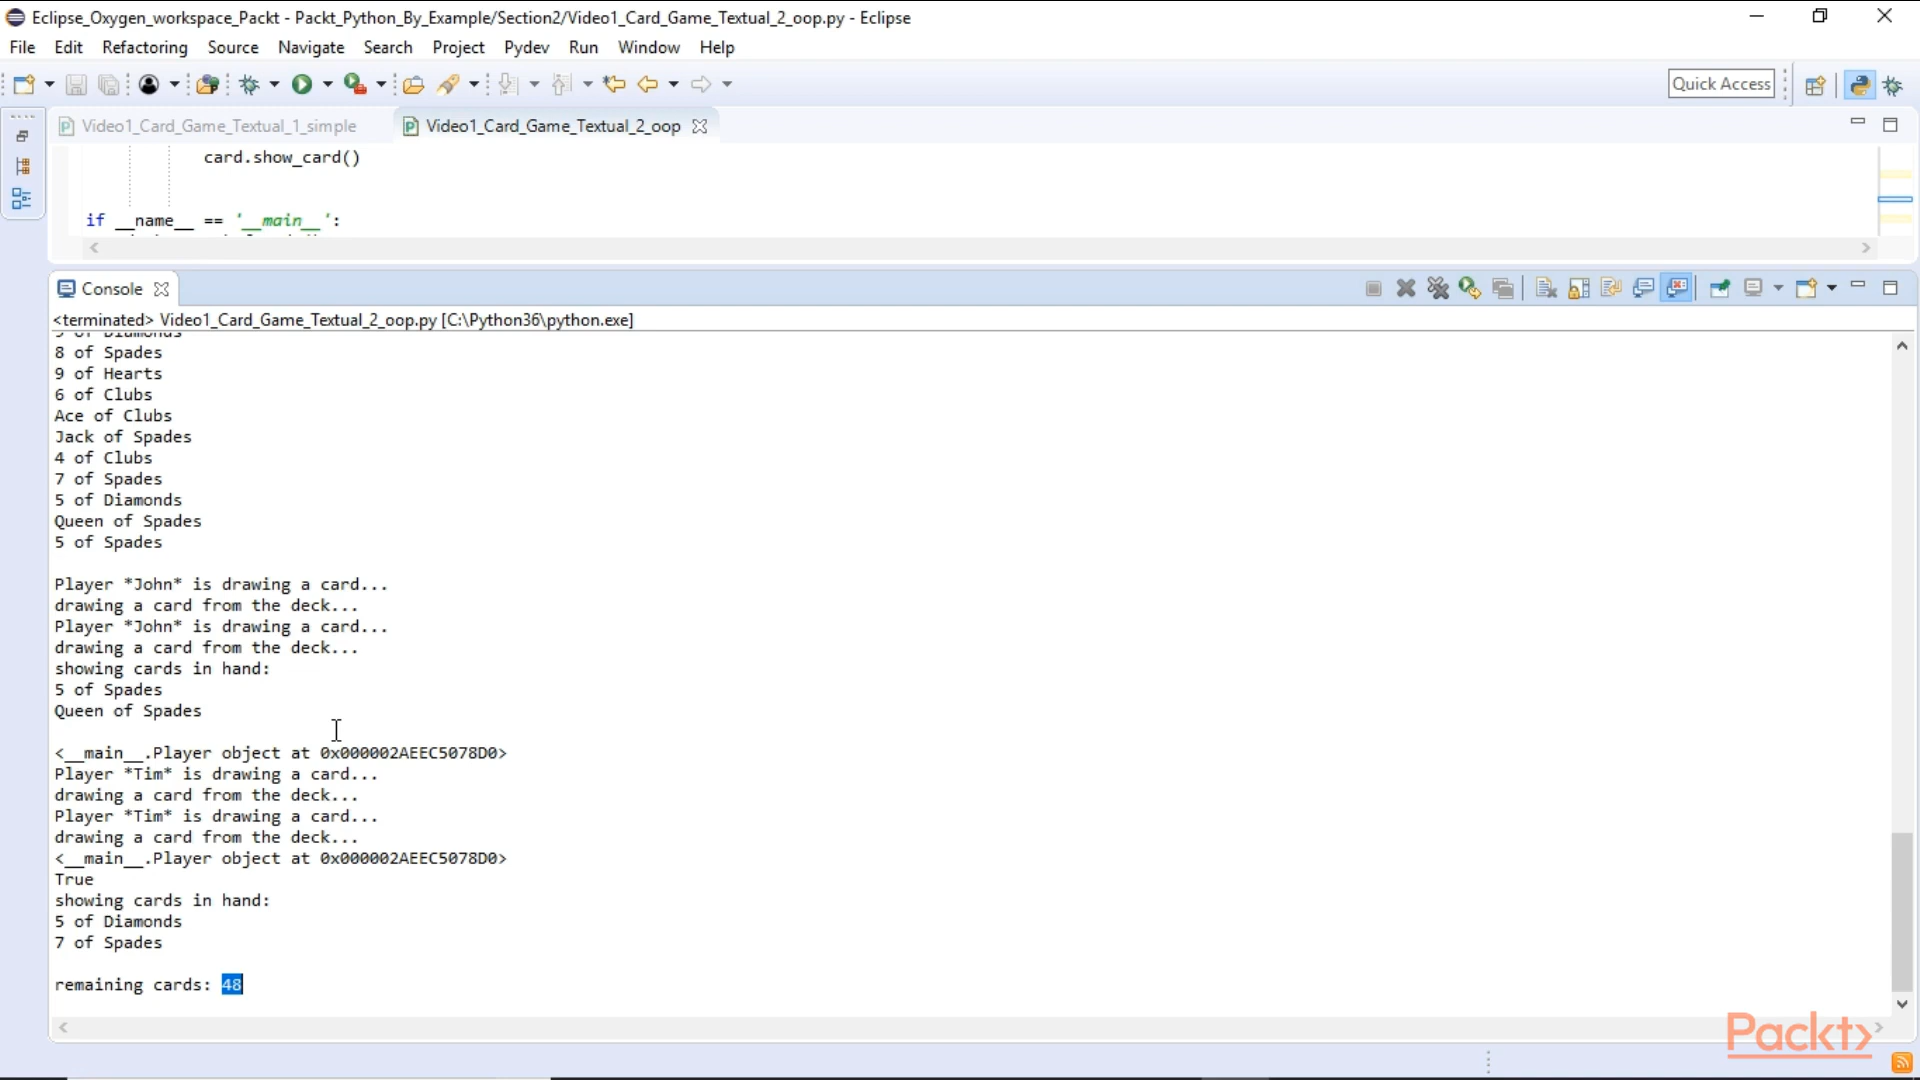 Eclipse_Oxygen_workspace_Packt - Packt_Python_By_Example/Section2/Video1_Card_Game_Textual_2_oop.py - Eclipse
File Edit Refactoring Source Navigate Search Project Pydev Run Window Help
Quick Access
Video1_Card_Game_Textual_1_simple Video1_Card_Game_Textual_2_oop
card.show_card()
if __name__ == '__main__':
Console
<terminated> Video1_Card_Game_Textual_2_oop.py [C:\Python36\python.exe]
8 of Spades
9 of Hearts
6 of Clubs
Ace of Clubs
Jack of Spades
4 of Clubs
7 of Spades
5 of Diamonds
Queen of Spades
5 of Spades
Player *John* is drawing a card...
drawing a card from the deck...
Player *John* is drawing a card...
drawing a card from the deck...
showing cards in hand:
5 of Spades
Queen of Spades
<__main__.Player object at 0x000002AEEC5078D0>
Player *Tim* is drawing a card...
drawing a card from the deck...
Player *Tim* is drawing a card...
drawing a card from the deck...
<__main__.Player object at 0x000002AEEC5078D0>
True
showing cards in hand:
5 of Diamonds
7 of Spades
remaining cards: 48
Packt>